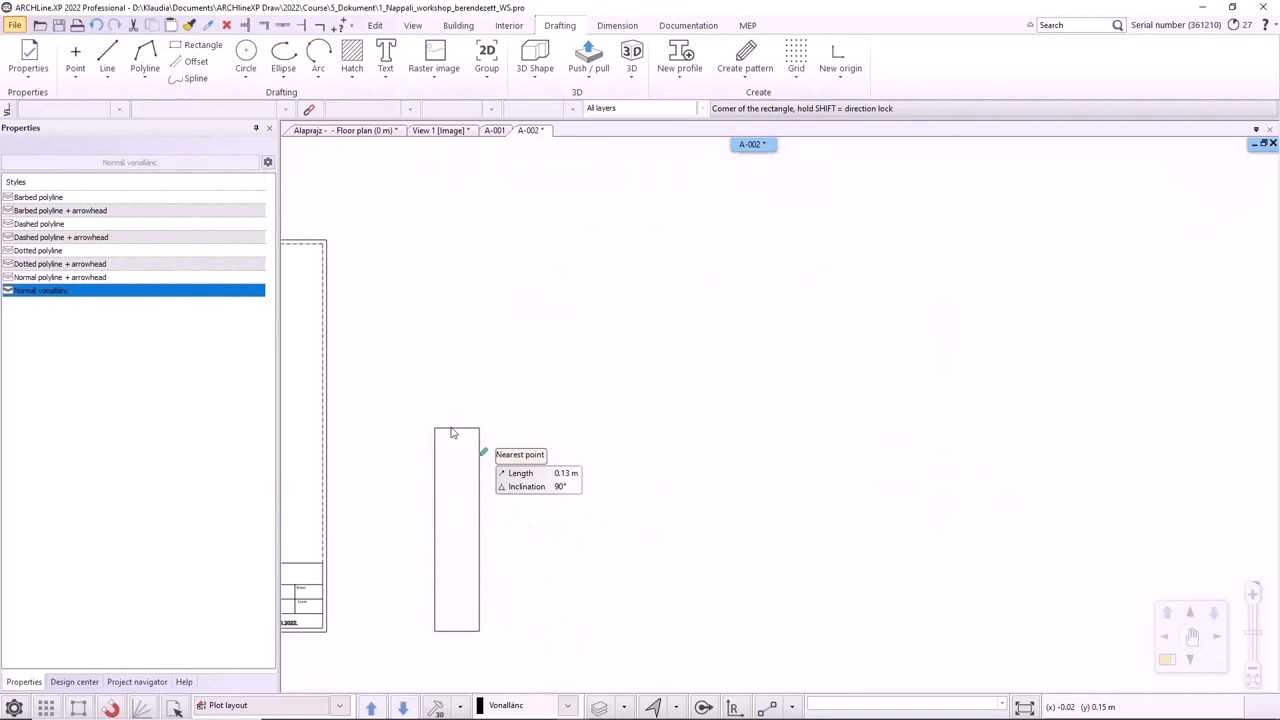 ARCHLine.XP 2022 Professional - D:\Klaudia\Documents\ARCHlineXP Draw\2022\Course\5_Dokument\1_Nappali_workshop_berendezett_WS.pro
File
Edit View Building Interior Drafting Dimension Documentation MEP
Search
Serial number (361210)
27
?
Properties
Point
Line
Polyline
Rectangle
Offset
Spline
Circle
Ellipse
Arc
Hatch
Text
Raster image
2D
Group
3D Shape
Push / pull
3D
3D
New profile
Create pattern
Grid
New origin
Properties
Drafting
3D
Create
All layers
Corner of the rectangle, hold SHIFT = direction lock
Properties
Alaprajz - - Floor plan (0 m) *
View 1 [Image] *
A-001
A-002 *
A-002 *
Normál vonallánc
Styles
Barbed polyline
Barbed polyline + arrowhead
Dashed polyline
Dashed polyline + arrowhead
Dotted polyline
Dotted polyline + arrowhead
Normal polyline + arrowhead
Normál vonallánc
Nearest point
Length 0.13 m
Inclination 90°
Properties
Design center
Project navigator
Help
Plot layout
Vonallánc
(x) -0.02 (y) 0.15 m